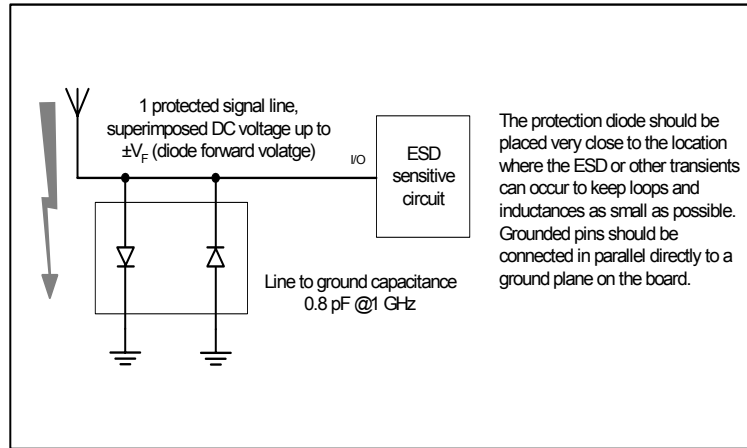 1 protected signal line,
superimposed DC voltage up to
±VF (diode forward volatge)
I/O
ESD
sensitive
circuit
Line to ground capacitance
0.8 pF @1 GHz
The protection diode should be
placed very close to the location
where the ESD or other transients
can occur to keep loops and
inductances as small as possible.
Grounded pins should be
connected in parallel directly to a
ground plane on the board.